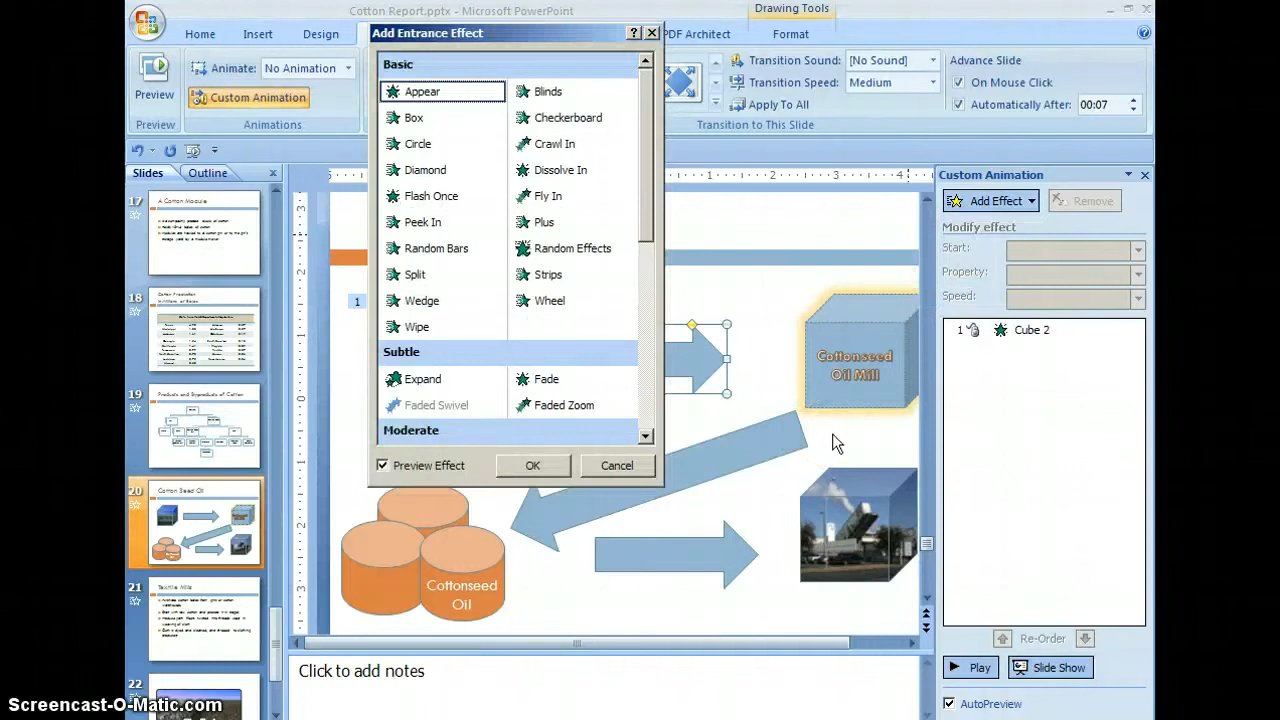 Cotton Report.pptx - Microsoft PowerPoint
Drawing Tools
Home
Insert
Design
PDF Architect
Format
Preview
Animate:
No Animation
Custom Animation
Preview
Animations
Transition Sound:
[No Sound]
Transition Speed:
Medium
Apply To All
Transition to This Slide
Advance Slide
On Mouse Click
Automatically After:
00:07
Add Entrance Effect
Basic
Appear
Blinds
Box
Checkerboard
Circle
Crawl In
Diamond
Dissolve In
Flash Once
Fly In
Peek In
Plus
Random Bars
Random Effects
Split
Strips
Wedge
Wheel
Wipe
Subtle
Expand
Fade
Faded Swivel
Faded Zoom
Moderate
Preview Effect
OK
Cancel
Slides
Outline
17
A Cotton Module
18
Cotton Production
19
Products and Byproducts of Cotton
20
Cotton Seed Oil
21
Textile Mills
22
1
Cottonseed
Oil Mill
Cottonseed
Oil
Click to add notes
Custom Animation
Add Effect
Remove
Modify effect
Start:
Property:
Speed:
1
Cube 2
Re-Order
Play
Slide Show
AutoPreview
Screencast-O-Matic.com